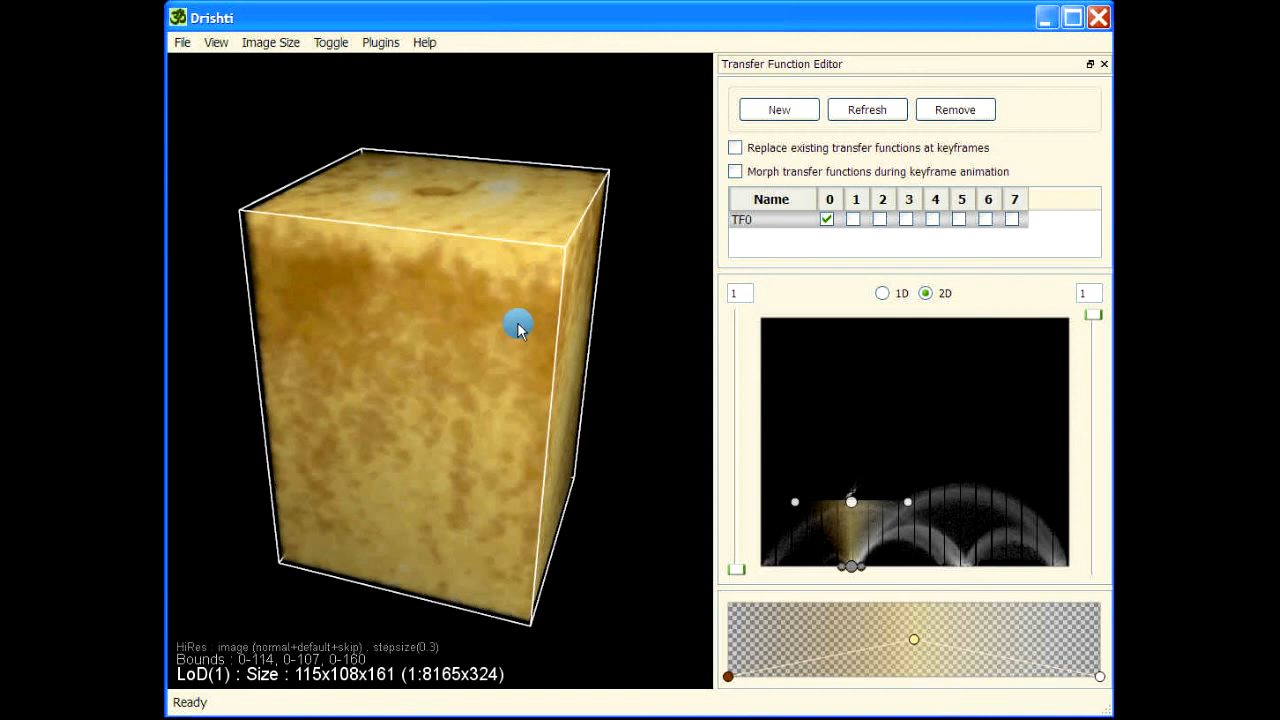 ॐ Drishti
File View Image Size Toggle Plugins Help
Transfer Function Editor
New Refresh Remove
Replace existing transfer functions at keyframes
Morph transfer functions during keyframe animation
Name 0 1 2 3 4 5 6 7
TF0
1 1D 2D 1
HiRes : image (normal+default+skip) : stepsize(0.3)
Bounds : 0-114, 0-107, 0-160
LoD(1) : Size : 115x108x161 (1:8165x324)
Ready